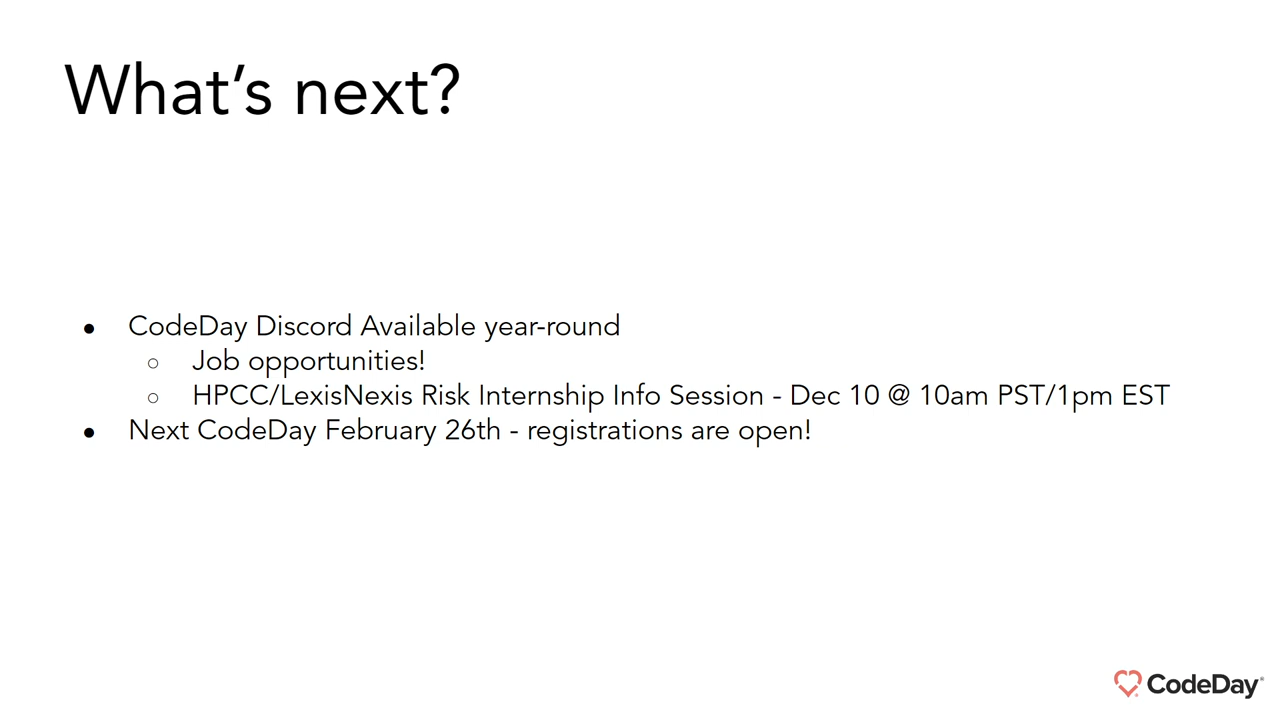 What's next?
● CodeDay Discord Available year-round
○ Job opportunities!
○ HPCC/LexisNexis Risk Internship Info Session - Dec 10 @ 10am PST/1pm EST
● Next CodeDay February 26th - registrations are open!
CodeDay®